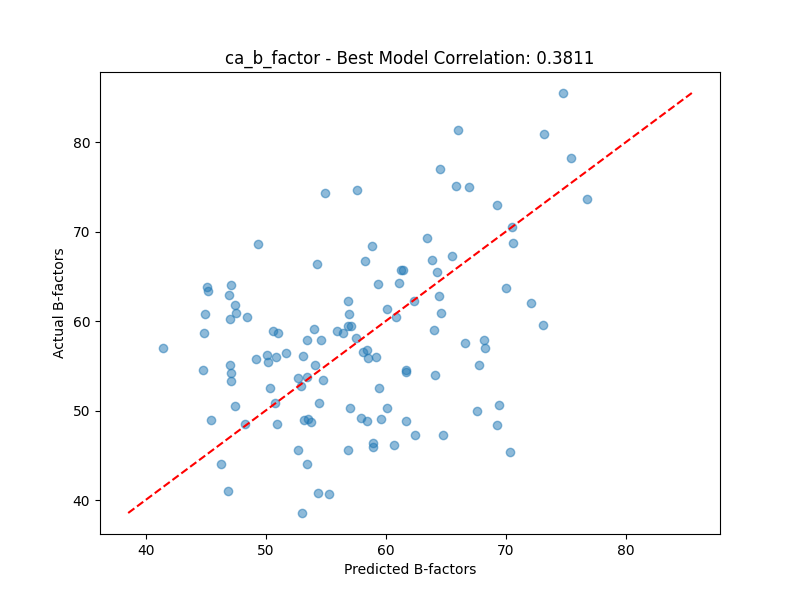 ca_b_factor - Best Model Correlation: 0.3811
80
70
60
50
40
Actual B-factors
40 50 60 70 80
Predicted B-factors